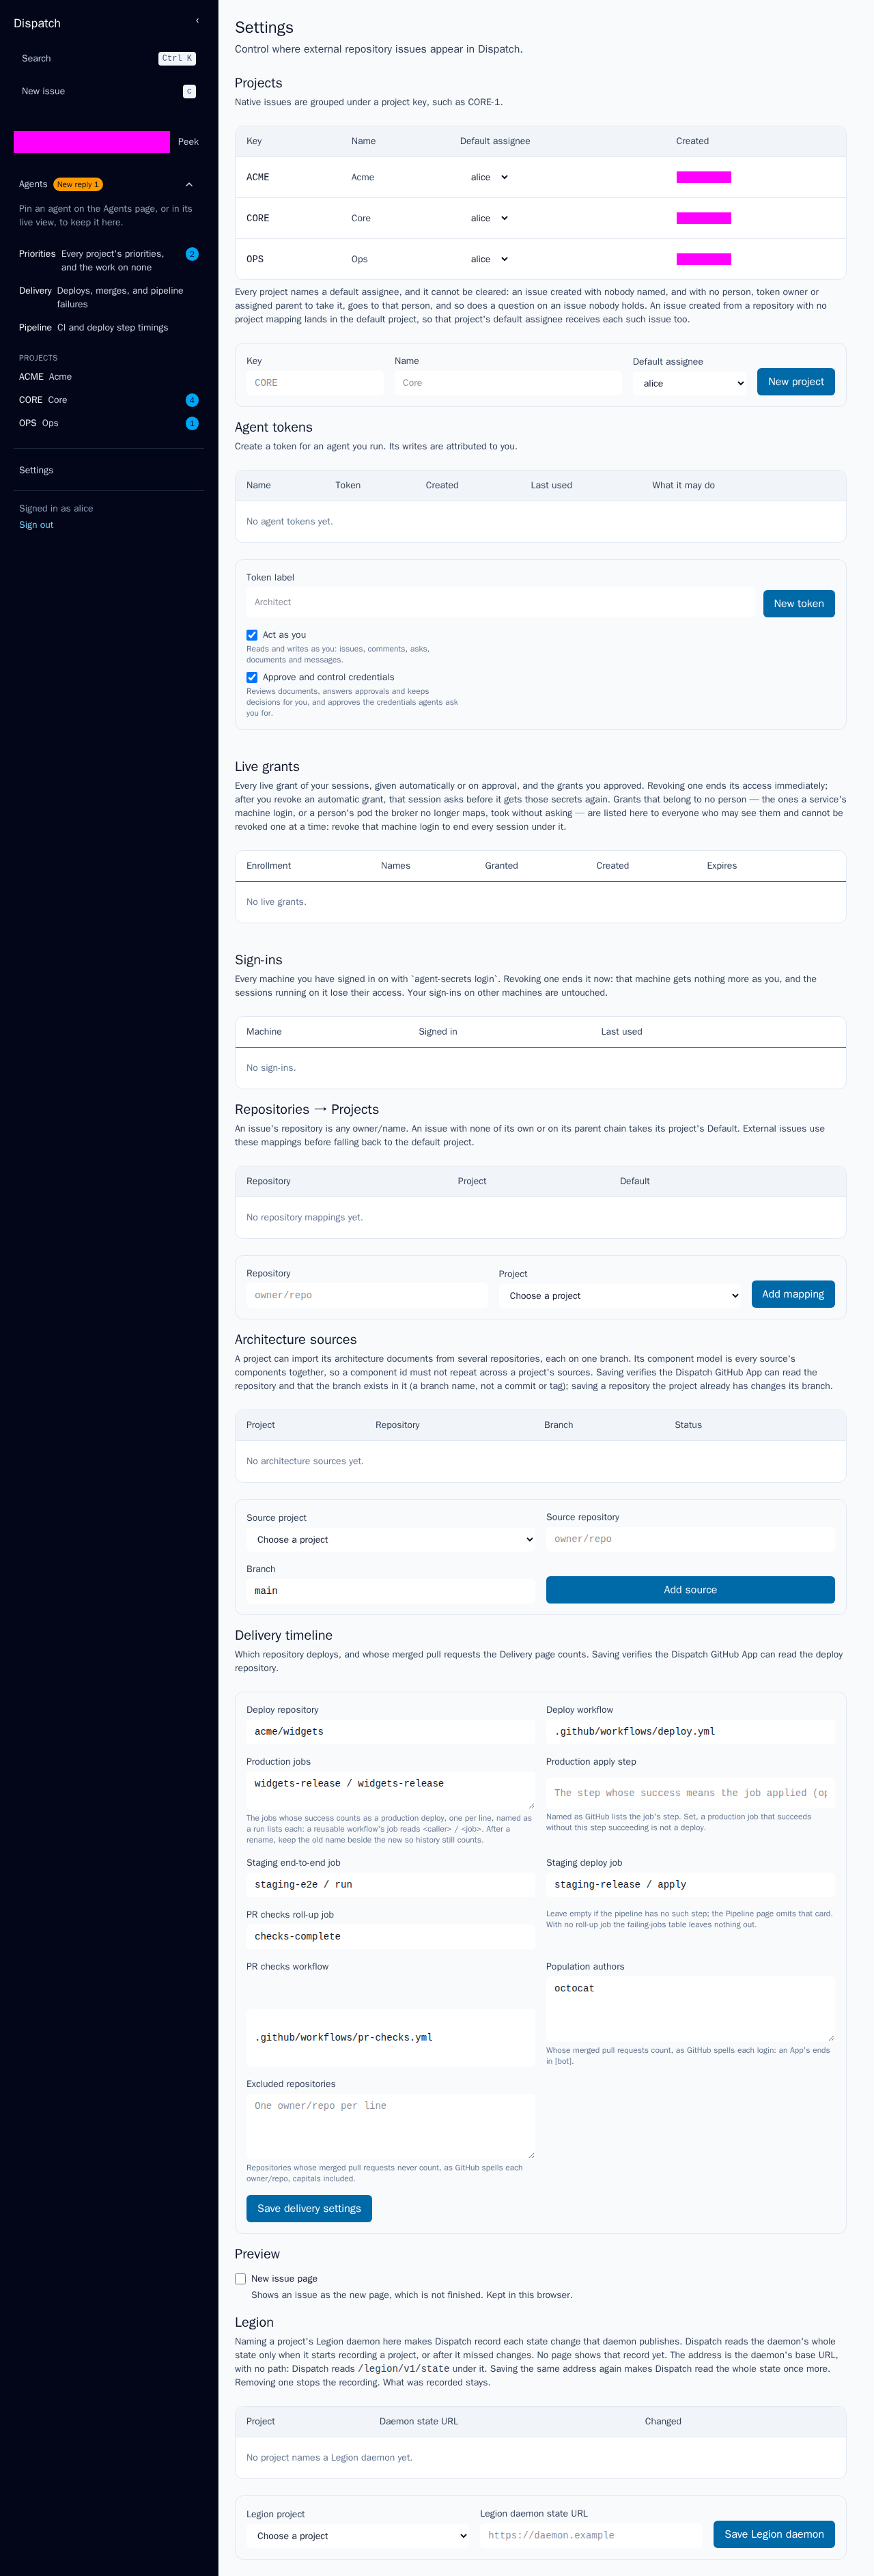 Dispatch
‹
Search
Ctrl K
New issue
C
Peek
Agents
New reply 1
Pin an agent on the Agents page, or in its
live view, to keep it here.
Priorities
Every project's priorities,
and the work on none
2
Delivery
Deploys, merges, and pipeline
failures
Pipeline
CI and deploy step timings
PROJECTS
ACME Acme
CORE Core
4
OPS Ops
1
Settings
Signed in as alice
Sign out
Settings
Control where external repository issues appear in Dispatch.
Projects
Native issues are grouped under a project key, such as CORE-1.
Key Name Default assignee Created
ACME Acme alice
CORE Core alice
OPS Ops alice
Every project names a default assignee, and it cannot be cleared: an issue created with nobody named, and with no person, token owner or
assigned parent to take it, goes to that person, and so does a question on an issue nobody holds. An issue created from a repository with no
project mapping lands in the default project, so that project's default assignee receives each such issue too.
Key Name Default assignee
CORE Core alice New project
Agent tokens
Create a token for an agent you run. Its writes are attributed to you.
Name Token Created Last used What it may do
No agent tokens yet.
Token label
Architect New token
Act as you
Reads and writes as you: issues, comments, asks,
documents and messages.
Approve and control credentials
Reviews documents, answers approvals and keeps
decisions for you, and approves the credentials agents ask
you for.
Live grants
Every live grant of your sessions, given automatically or on approval, and the grants you approved. Revoking one ends its access immediately;
after you revoke an automatic grant, that session asks before it gets those secrets again. Grants that belong to no person — the ones a service's
machine login, or a person's pod the broker no longer maps, took without asking — are listed here to everyone who may see them and cannot be
revoked one at a time: revoke that machine login to end every session under it.
Enrollment Names Granted Created Expires
No live grants.
Sign-ins
Every machine you have signed in on with `agent-secrets login`. Revoking one ends it now: that machine gets nothing more as you, and the
sessions running on it lose their access. Your sign-ins on other machines are untouched.
Machine Signed in Last used
No sign-ins.
Repositories → Projects
An issue's repository is any owner/name. An issue with none of its own or on its parent chain takes its project's Default. External issues use
these mappings before falling back to the default project.
Repository Project Default
No repository mappings yet.
Repository Project
owner/repo Choose a project Add mapping
Architecture sources
A project can import its architecture documents from several repositories, each on one branch. Its component model is every source's
components together, so a component id must not repeat across a project's sources. Saving verifies the Dispatch GitHub App can read the
repository and that the branch exists in it (a branch name, not a commit or tag); saving a repository the project already has changes its branch.
Project Repository Branch Status
No architecture sources yet.
Source project Source repository
Choose a project owner/repo
Branch
main Add source
Delivery timeline
Which repository deploys, and whose merged pull requests the Delivery page counts. Saving verifies the Dispatch GitHub App can read the deploy
repository.
Deploy repository Deploy workflow
acme/widgets .github/workflows/deploy.yml
Production jobs Production apply step
widgets-release / widgets-release
The step whose success means the job applied (op
The jobs whose success counts as a production deploy, one per line, named as
a run lists each: a reusable workflow's job reads <caller> / <job>. After a
rename, keep the old name beside the new so history still counts.
Named as GitHub lists the job's step. Set, a production job that succeeds
without this step succeeding is not a deploy.
Staging end-to-end job Staging deploy job
staging-e2e / run staging-release / apply
PR checks roll-up job
checks-complete
Leave empty if the pipeline has no such step; the Pipeline page omits that card.
With no roll-up job the failing-jobs table leaves nothing out.
PR checks workflow Population authors
octocat
.github/workflows/pr-checks.yml
Whose merged pull requests count, as GitHub spells each login: an App's ends
in [bot].
Excluded repositories
One owner/repo per line
Repositories whose merged pull requests never count, as GitHub spells each
owner/repo, capitals included.
Save delivery settings
Preview
New issue page
Shows an issue as the new page, which is not finished. Kept in this browser.
Legion
Naming a project's Legion daemon here makes Dispatch record each state change that daemon publishes. Dispatch reads the daemon's whole
state only when it starts recording a project, or after it missed changes. No page shows that record yet. The address is the daemon's base URL,
with no path: Dispatch reads /legion/v1/state under it. Saving the same address again makes Dispatch read the whole state once more.
Removing one stops the recording. What was recorded stays.
Project Daemon state URL Changed
No project names a Legion daemon yet.
Legion project Legion daemon state URL
Choose a project https://daemon.example Save Legion daemon